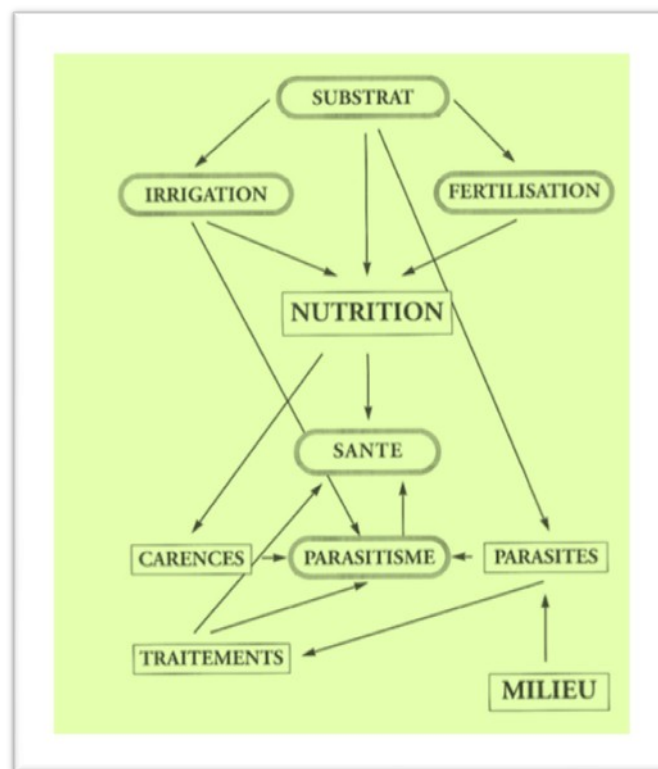 SUBSTRAT
IRRIGATION
FERTILISATION
NUTRITION
SANTE
CARENCES
PARASITISME
PARASITES
TRAITEMENTS
MILIEU